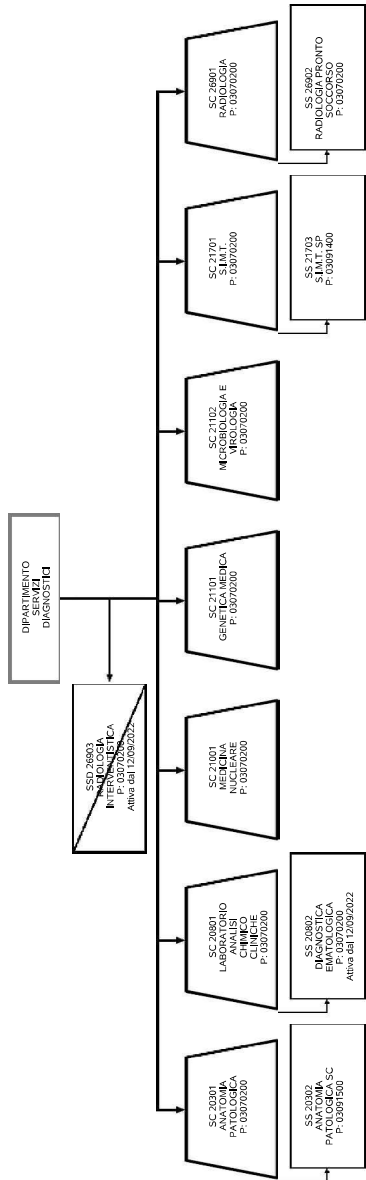 DIPARTIMENTO
SERVIZI
DIAGNOSTICI
SSD 26903
RADIOLOGIA
INTERVENTISTICA
P: 03070200
Attiva dal 12/09/2022
SC 20301
ANATOMIA
PATOLOGICA
P: 03070200
SC 20801
LABORATORIO
ANALISI
CHIMICO
CLINICHE
P: 03070200
SC 21001
MEDICINA
NUCLEARE
P: 03070200
SC 21101
GENETICA MEDICA
P: 03070200
SC 21102
MICROBIOLOGIA E
VIROLOGIA
P: 03070200
SC 21701
S.I.M.T.
P: 03070200
SC 26901
RADIOLOGIA
P: 03070200
SS 20302
ANATOMIA
PATOLOGICA SC
P: 03091500
SS 20802
DIAGNOSTICA
EMATOLOGICA
P: 03070200
Attiva dal 12/09/2022
SS 21703
S.I.M.T. SP
P: 03091400
SS 26902
RADIOLOGIA PRONTO
SOCCORSO
P: 03070200